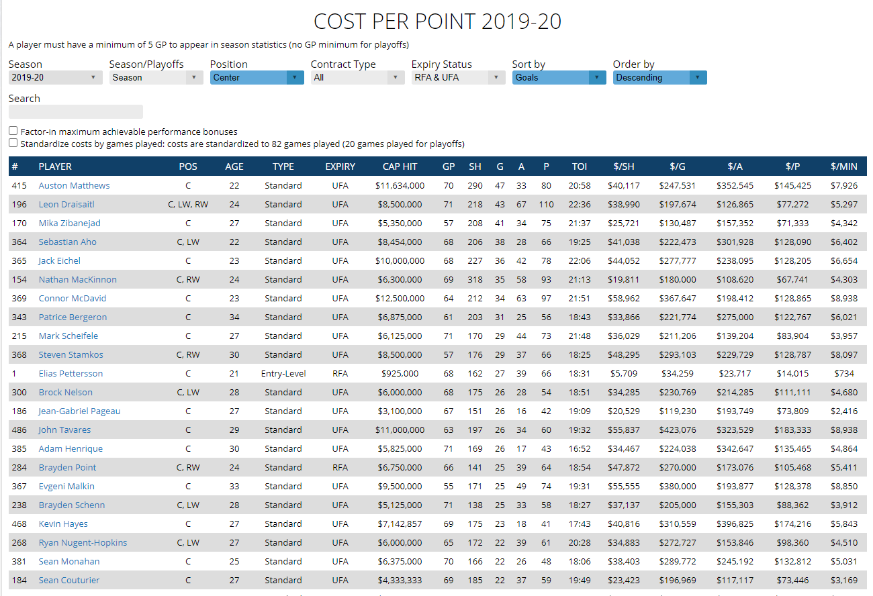 COST PER POINT 2019-20
A player must have a minimum of 5 GP to appear in season statistics (no GP minimum for playoffs)
Season Season/Playoffs Position Contract Type Expiry Status Sort by Order by
2019-20 Season Center All RFA & UFA Goals Descending
Search
Factor-in maximum achievable performance bonuses
Standardize costs by games played: costs are standardized to 82 games played (20 games played for playoffs)
# PLAYER POS AGE TYPE EXPIRY CAP HIT GP SH G A P TOI $/SH $/G $/A $/P $/MIN
415 Auston Matthews C 22 Standard UFA $11,634,000 70 290 47 33 80 20:58 $40,117 $247,531 $352,545 $145,425 $7,926
196 Leon Draisaitl C, LW, RW 24 Standard UFA $8,500,000 71 218 43 67 110 22:36 $38,990 $197,674 $126,865 $77,272 $5,297
170 Mika Zibanejad C 27 Standard UFA $5,350,000 57 208 41 34 75 21:37 $25,721 $130,487 $157,352 $71,333 $4,342
364 Sebastian Aho C, LW 22 Standard UFA $8,454,000 68 206 38 28 66 19:25 $41,038 $222,473 $301,928 $128,090 $6,402
365 Jack Eichel C 23 Standard UFA $10,000,000 68 227 36 42 78 22:06 $44,052 $277,777 $238,095 $128,205 $6,654
154 Nathan MacKinnon C, RW 24 Standard UFA $6,300,000 69 318 35 58 93 21:13 $19,811 $180,000 $108,620 $67,741 $4,303
369 Connor McDavid C 23 Standard UFA $12,500,000 64 212 34 63 97 21:51 $58,962 $367,647 $198,412 $128,865 $8,938
343 Patrice Bergeron C 34 Standard UFA $6,875,000 61 203 31 25 56 18:43 $33,866 $221,774 $275,000 $122,767 $6,021
215 Mark Scheifele C 27 Standard UFA $6,125,000 71 170 29 44 73 21:48 $36,029 $211,206 $139,204 $83,904 $3,957
368 Steven Stamkos C, RW 30 Standard UFA $8,500,000 57 176 29 37 66 18:25 $48,295 $293,103 $229,729 $128,787 $8,097
1 Elias Pettersson C 21 Entry-Level RFA $925,000 68 162 27 39 66 18:31 $5,709 $34,259 $23,717 $14,015 $734
300 Brock Nelson C, LW 28 Standard UFA $6,000,000 68 175 26 28 54 18:51 $34,285 $230,769 $214,285 $111,111 $4,680
186 Jean-Gabriel Pageau C 27 Standard UFA $3,100,000 67 151 26 16 42 19:09 $20,529 $119,230 $193,749 $73,809 $2,416
486 John Tavares C 29 Standard UFA $11,000,000 63 197 26 34 60 19:32 $55,837 $423,076 $323,529 $183,333 $8,938
385 Adam Henrique C 30 Standard UFA $5,825,000 71 169 26 17 43 16:52 $34,467 $224,038 $342,647 $135,465 $4,864
284 Brayden Point C, RW 24 Standard RFA $6,750,000 66 141 25 39 64 18:54 $47,872 $270,000 $173,076 $105,468 $5,411
367 Evgeni Malkin C 33 Standard UFA $9,500,000 55 171 25 49 74 19:31 $55,555 $380,000 $193,877 $128,378 $8,850
238 Brayden Schenn C, LW 28 Standard UFA $5,125,000 71 138 25 33 58 18:27 $37,137 $205,000 $155,303 $88,362 $3,912
468 Kevin Hayes C 27 Standard UFA $7,142,857 69 175 23 18 41 17:43 $40,816 $310,559 $396,825 $174,216 $5,843
268 Ryan Nugent-Hopkins C, LW 27 Standard UFA $6,000,000 65 172 22 39 61 20:28 $34,883 $272,727 $153,846 $98,360 $4,510
381 Sean Monahan C 25 Standard UFA $6,375,000 70 166 22 26 48 18:06 $38,403 $289,772 $245,192 $132,812 $5,031
184 Sean Couturier C 27 Standard UFA $4,333,333 69 185 22 37 59 19:49 $23,423 $196,969 $117,117 $73,446 $3,169